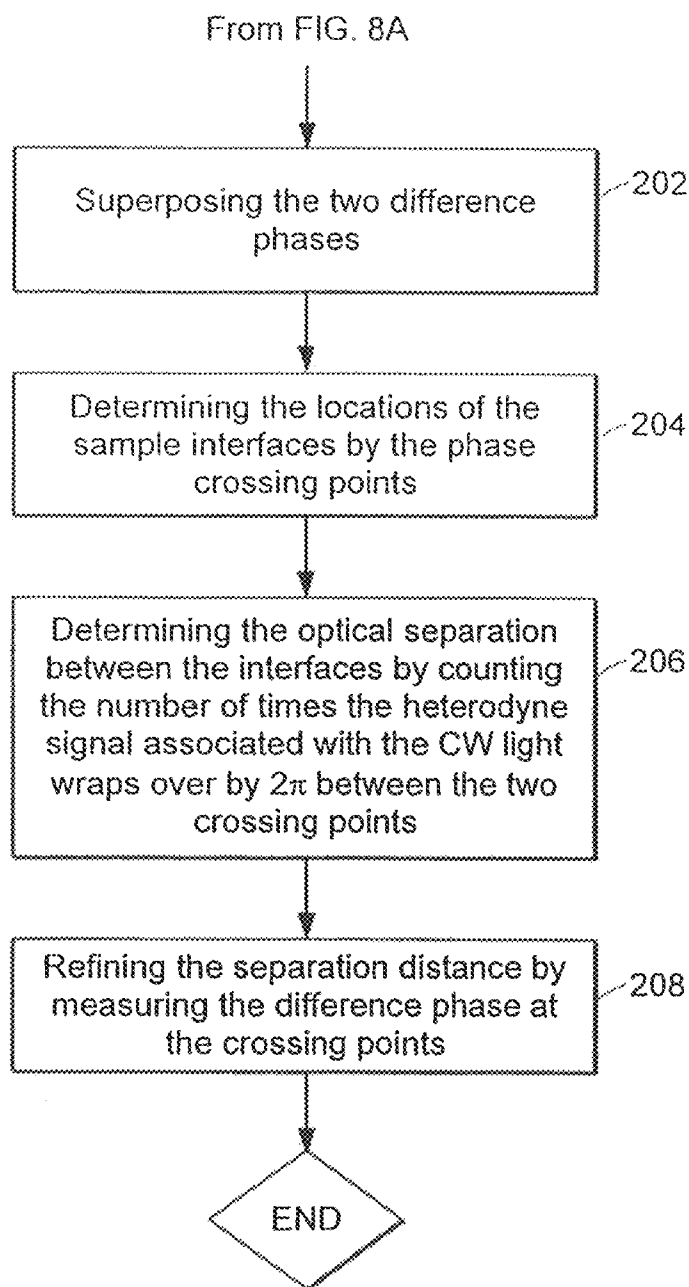 From FIG. 8A
Superposing the two difference
phases
202
Determining the locations of the
sample interfaces by the phase
crossing points
204
Determining the optical separation
between the interfaces by counting
the number of times the heterodyne
signal associated with the CW light
wraps over by 2π between the two
crossing points
206
Refining the separation distance by
measuring the difference phase at
the crossing points
208
END